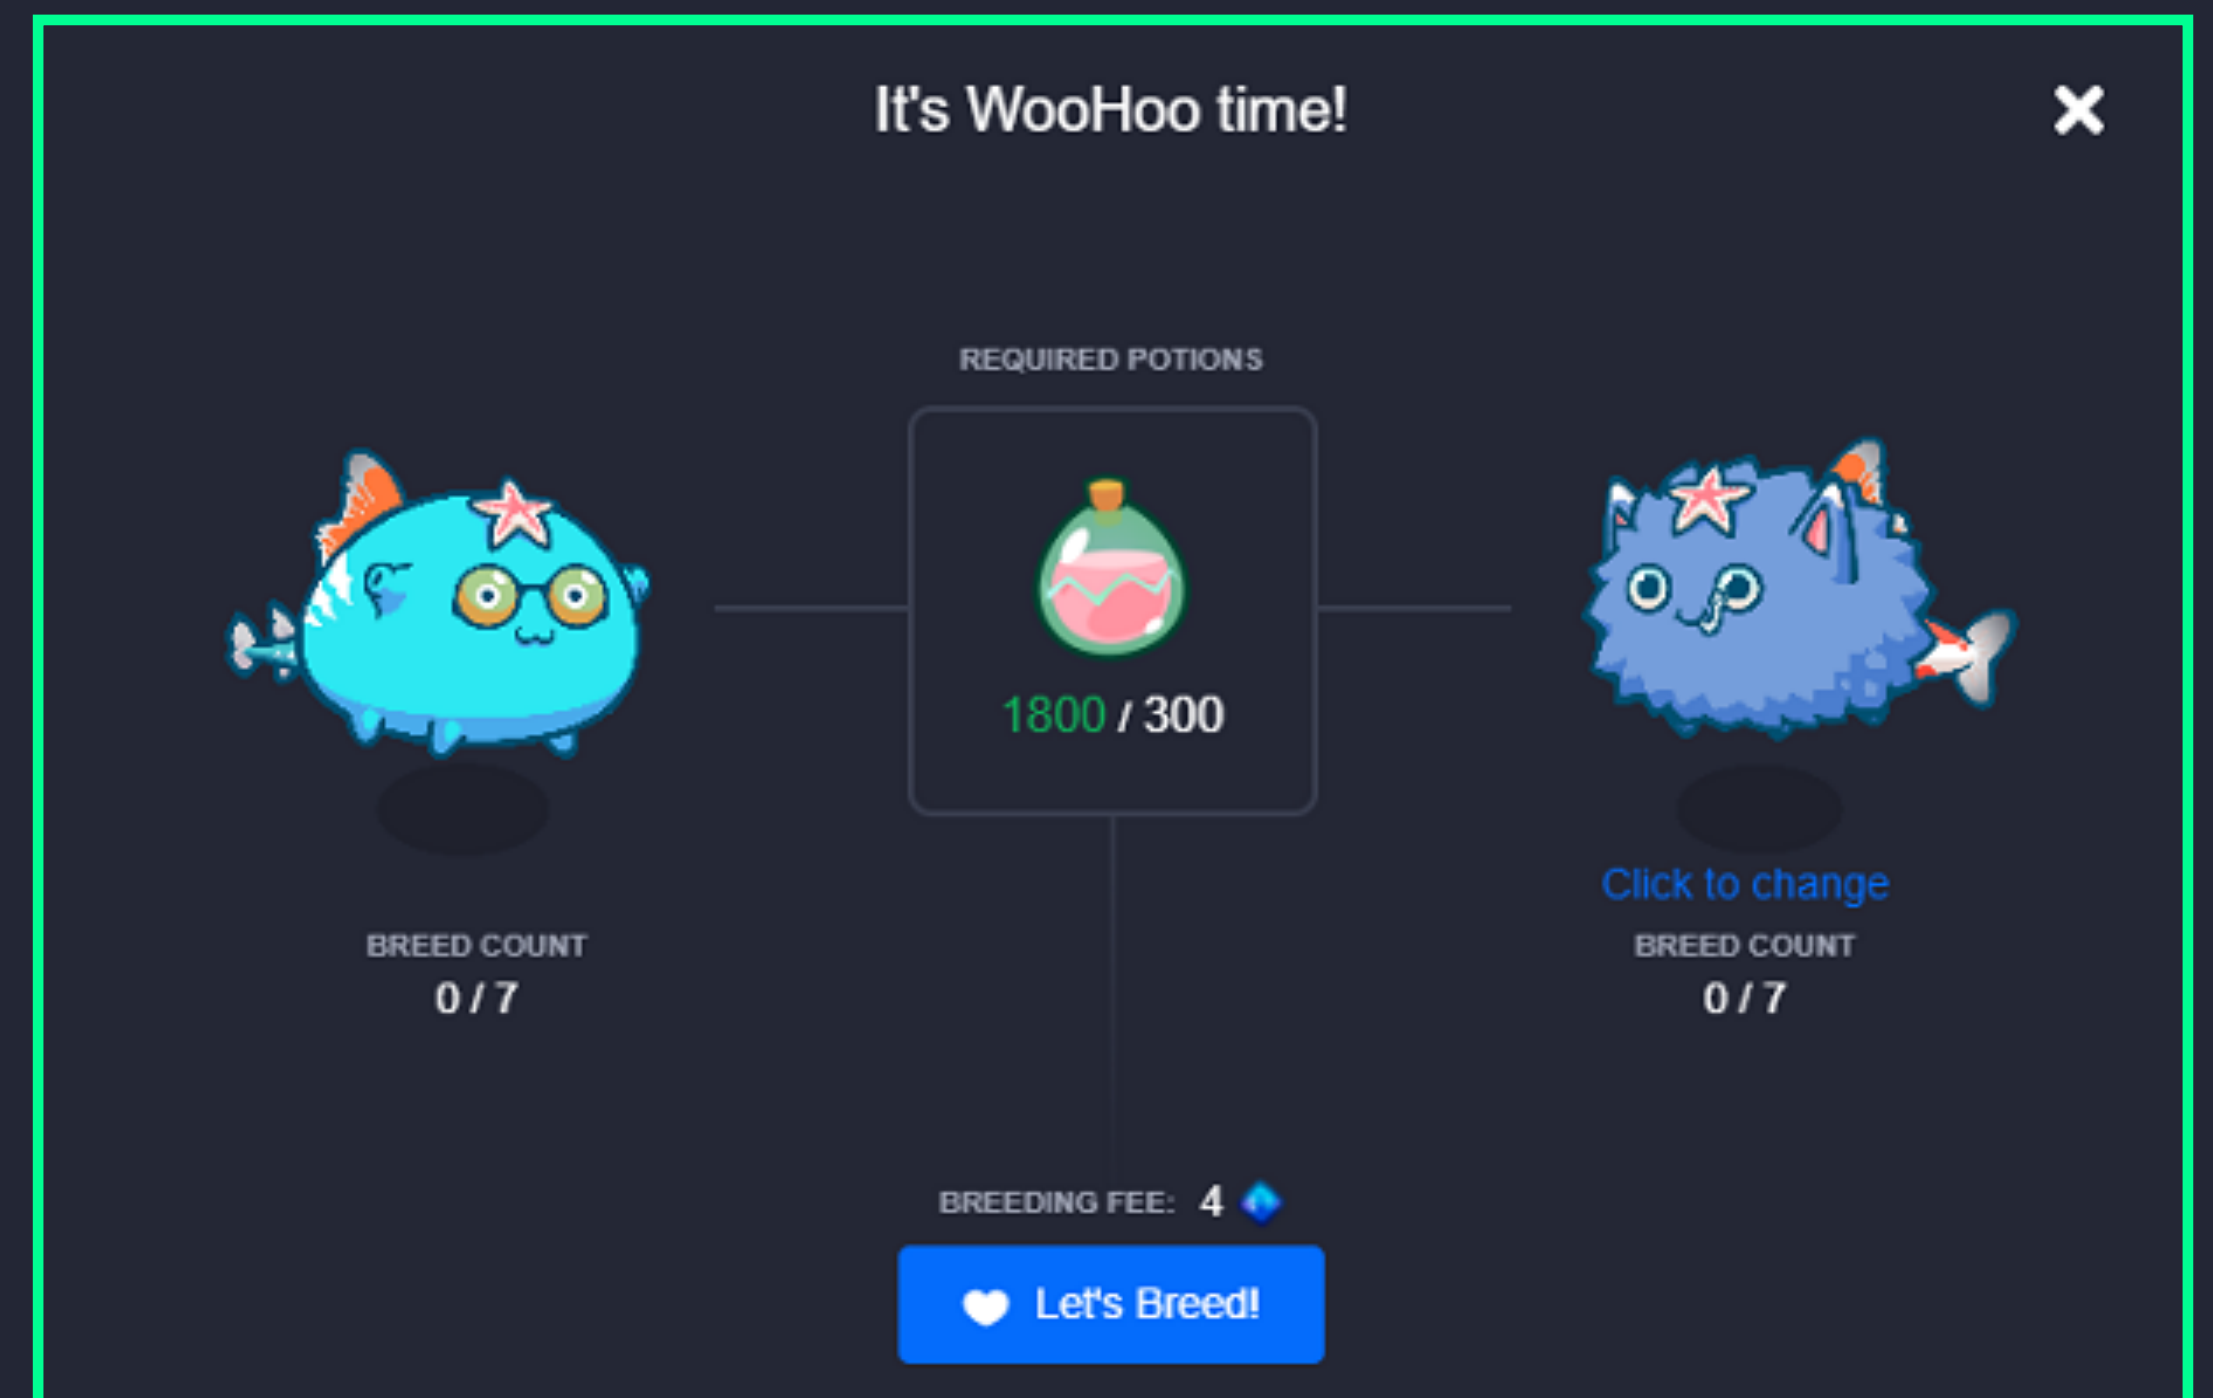 It's WooHoo time!
REQUIRED POTIONS
1800 / 300
Click to change
BREED COUNT
0 / 7
BREED COUNT
0 / 7
BREEDING FEE: 4
Let's Breed!